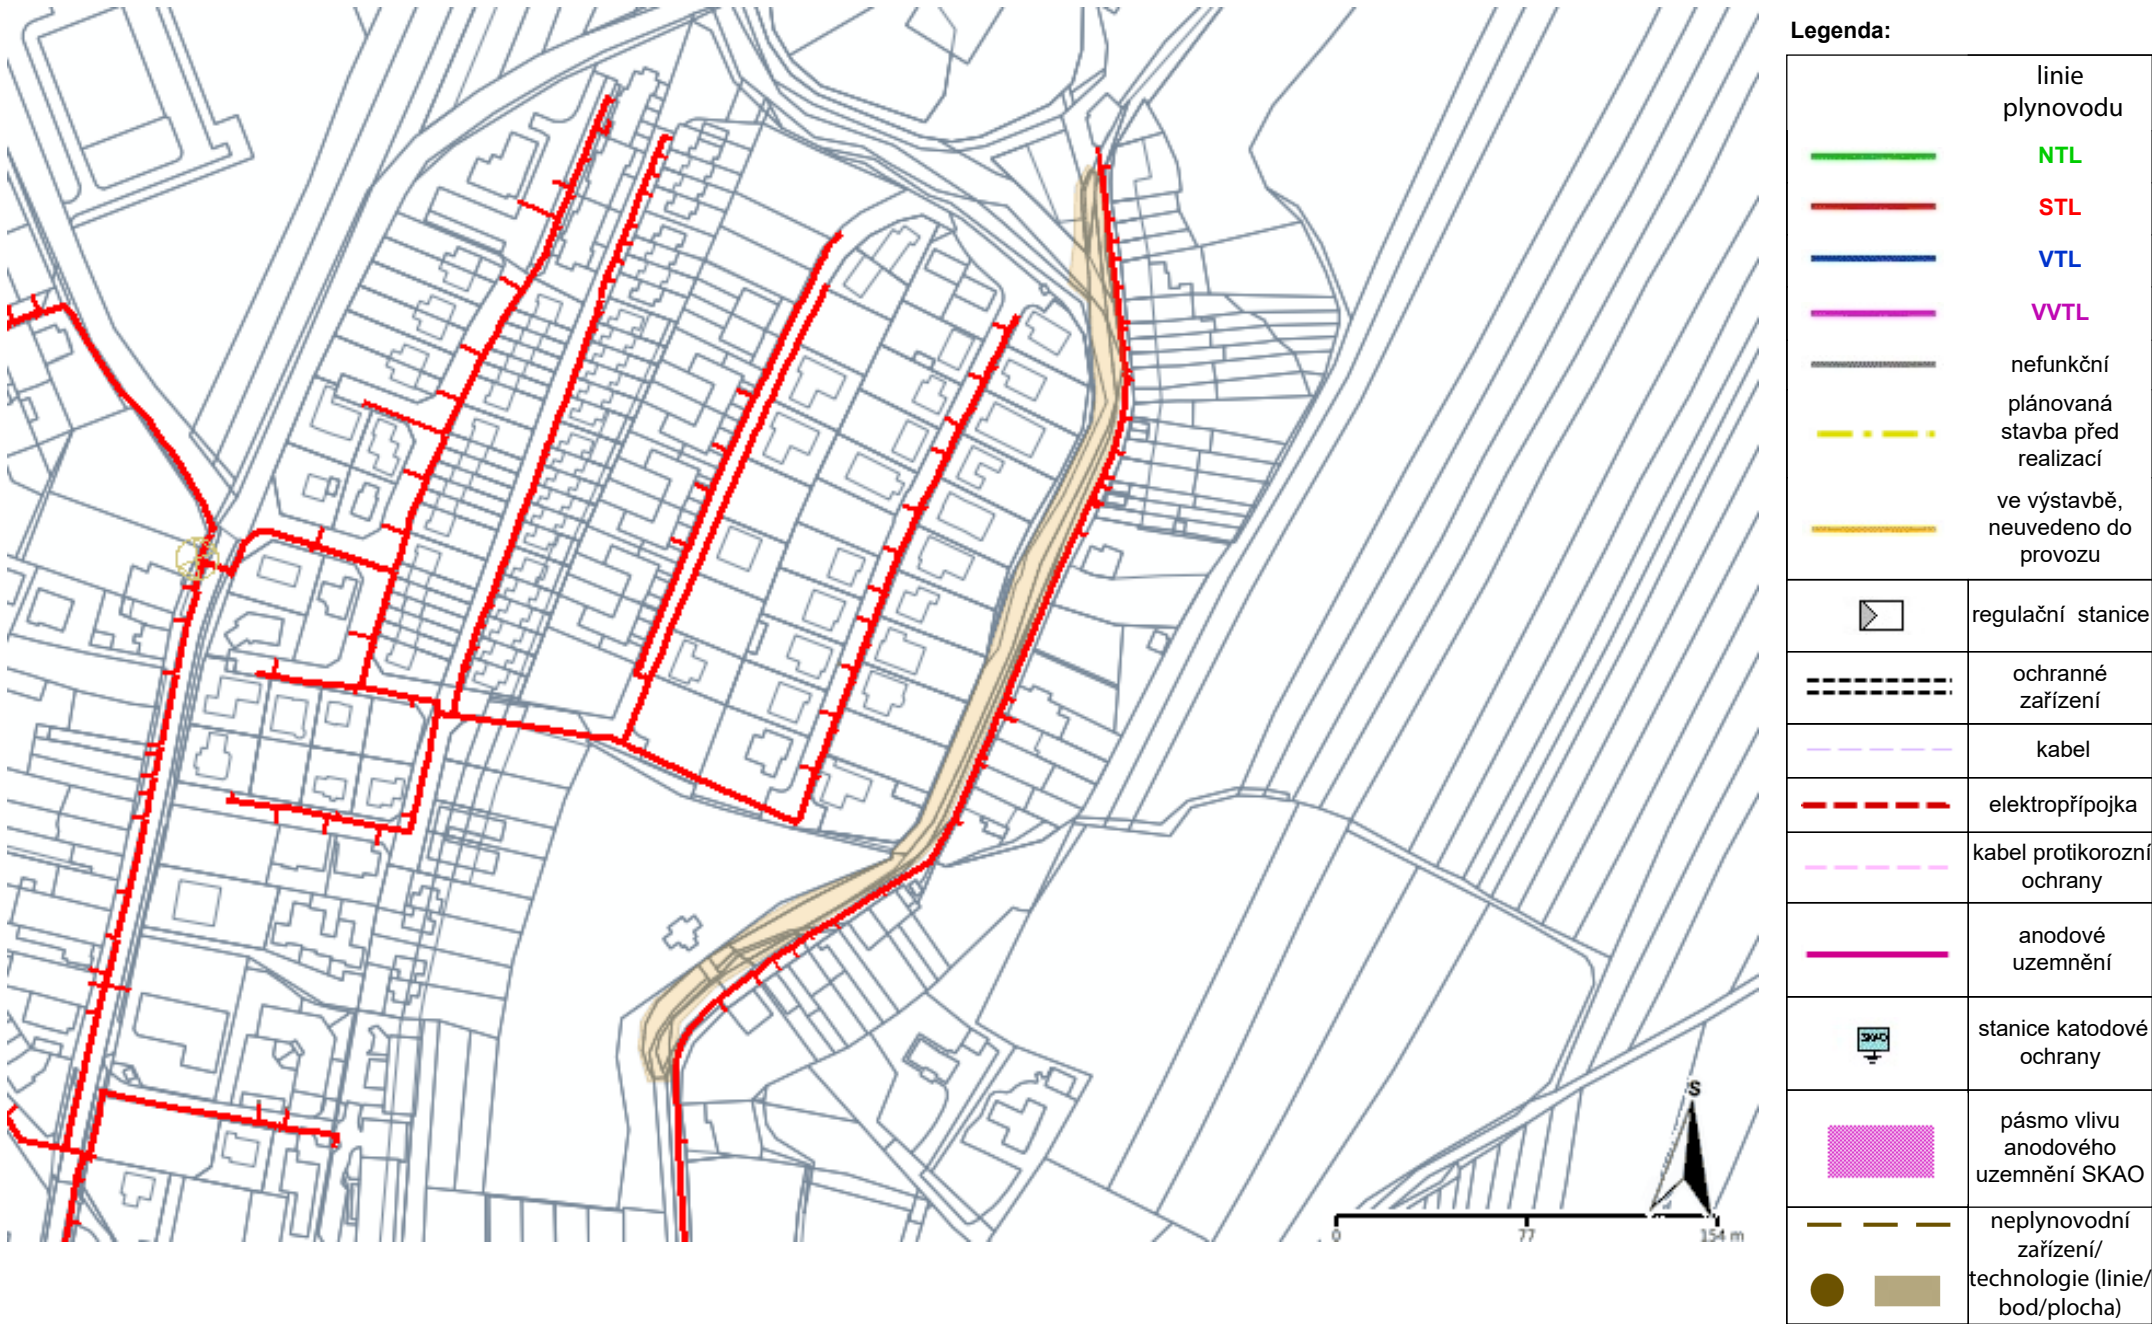 Legenda:
linie
plynovodu
NTL
STL
VTL
VVTL
nefunkční
plánovaná
stavba před
realizací
ve výstavbě,
neuvedeno do
provozu
regulační stanice
ochranné
zařízení
kabel
elektropřípojka
kabel protikorozní
ochrany
anodové
uzemnění
SKAO
stanice katodové
ochrany
pásmo vlivu
anodového
uzemnění SKAO
neplynovodní
zařízení/
technologie (linie/
bod/plocha)
S
0 77 154 m